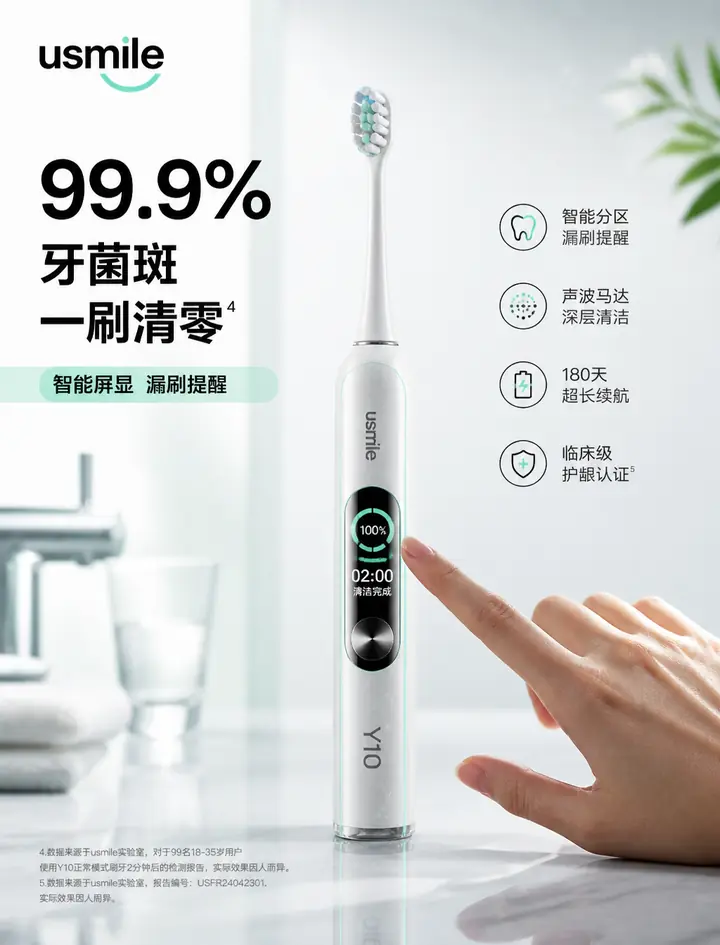 usmile
99.9%
牙菌斑
一刷清零4
智能屏显 漏刷提醒
智能分区
漏刷提醒
声波马达
深层清洁
180天
超长续航
临床级
护龈认证5
usmile
100%
02:00
清洁完成
Y10
4.数据来源于usmile实验室，对于99名18-35岁用户
使用Y10正常模式刷牙2分钟后的检测报告，实际效果因人而异。
5.数据来源于usmile实验室，报告编号：USFR24042301，
实际效果因人周异。